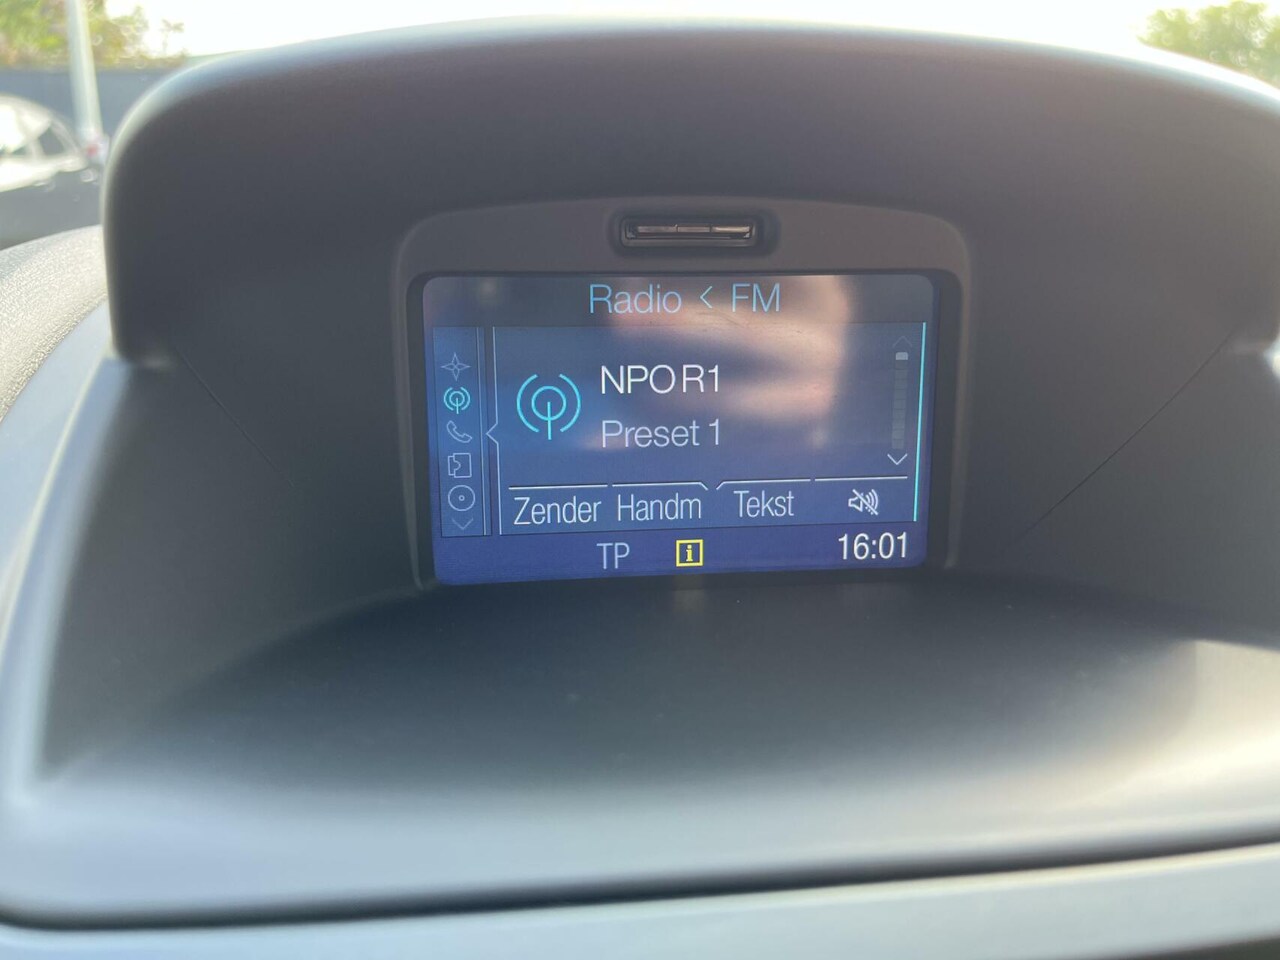 Radio < FM
NPO R1
Preset 1
Zender Handm Tekst
TP i 16:01